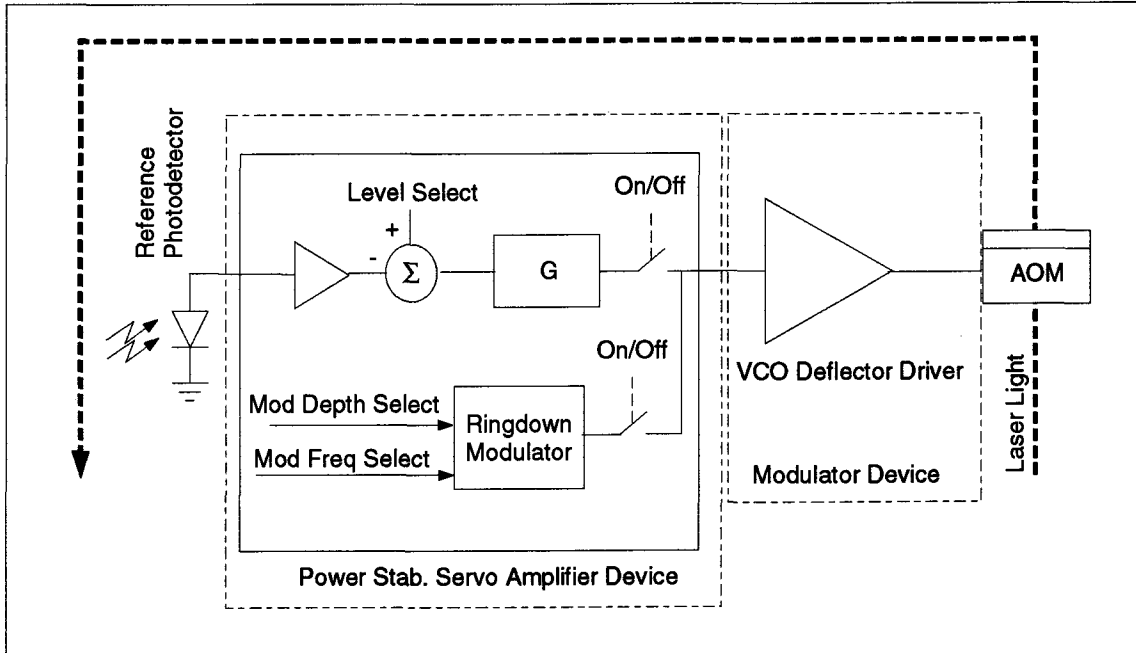 Reference
Photodetector
Level Select
On/Off
+
-
Σ
G
AOM
On/Off
VCO Deflector Driver
Mod Depth Select
Ringdown
Modulator
Mod Freq Select
Modulator Device
Laser Light
Power Stab. Servo Amplifier Device